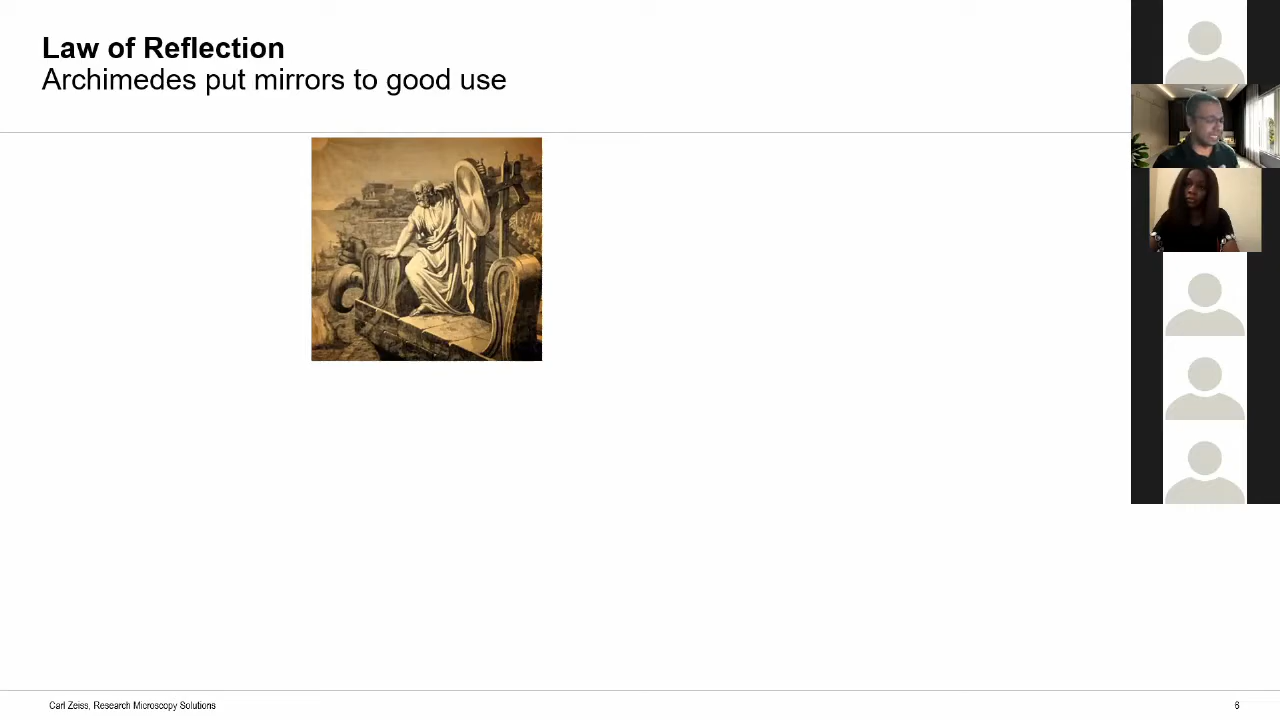 Law of Reflection
Archimedes put mirrors to good use
Carl Zeiss, Research Microscopy Solutions
6